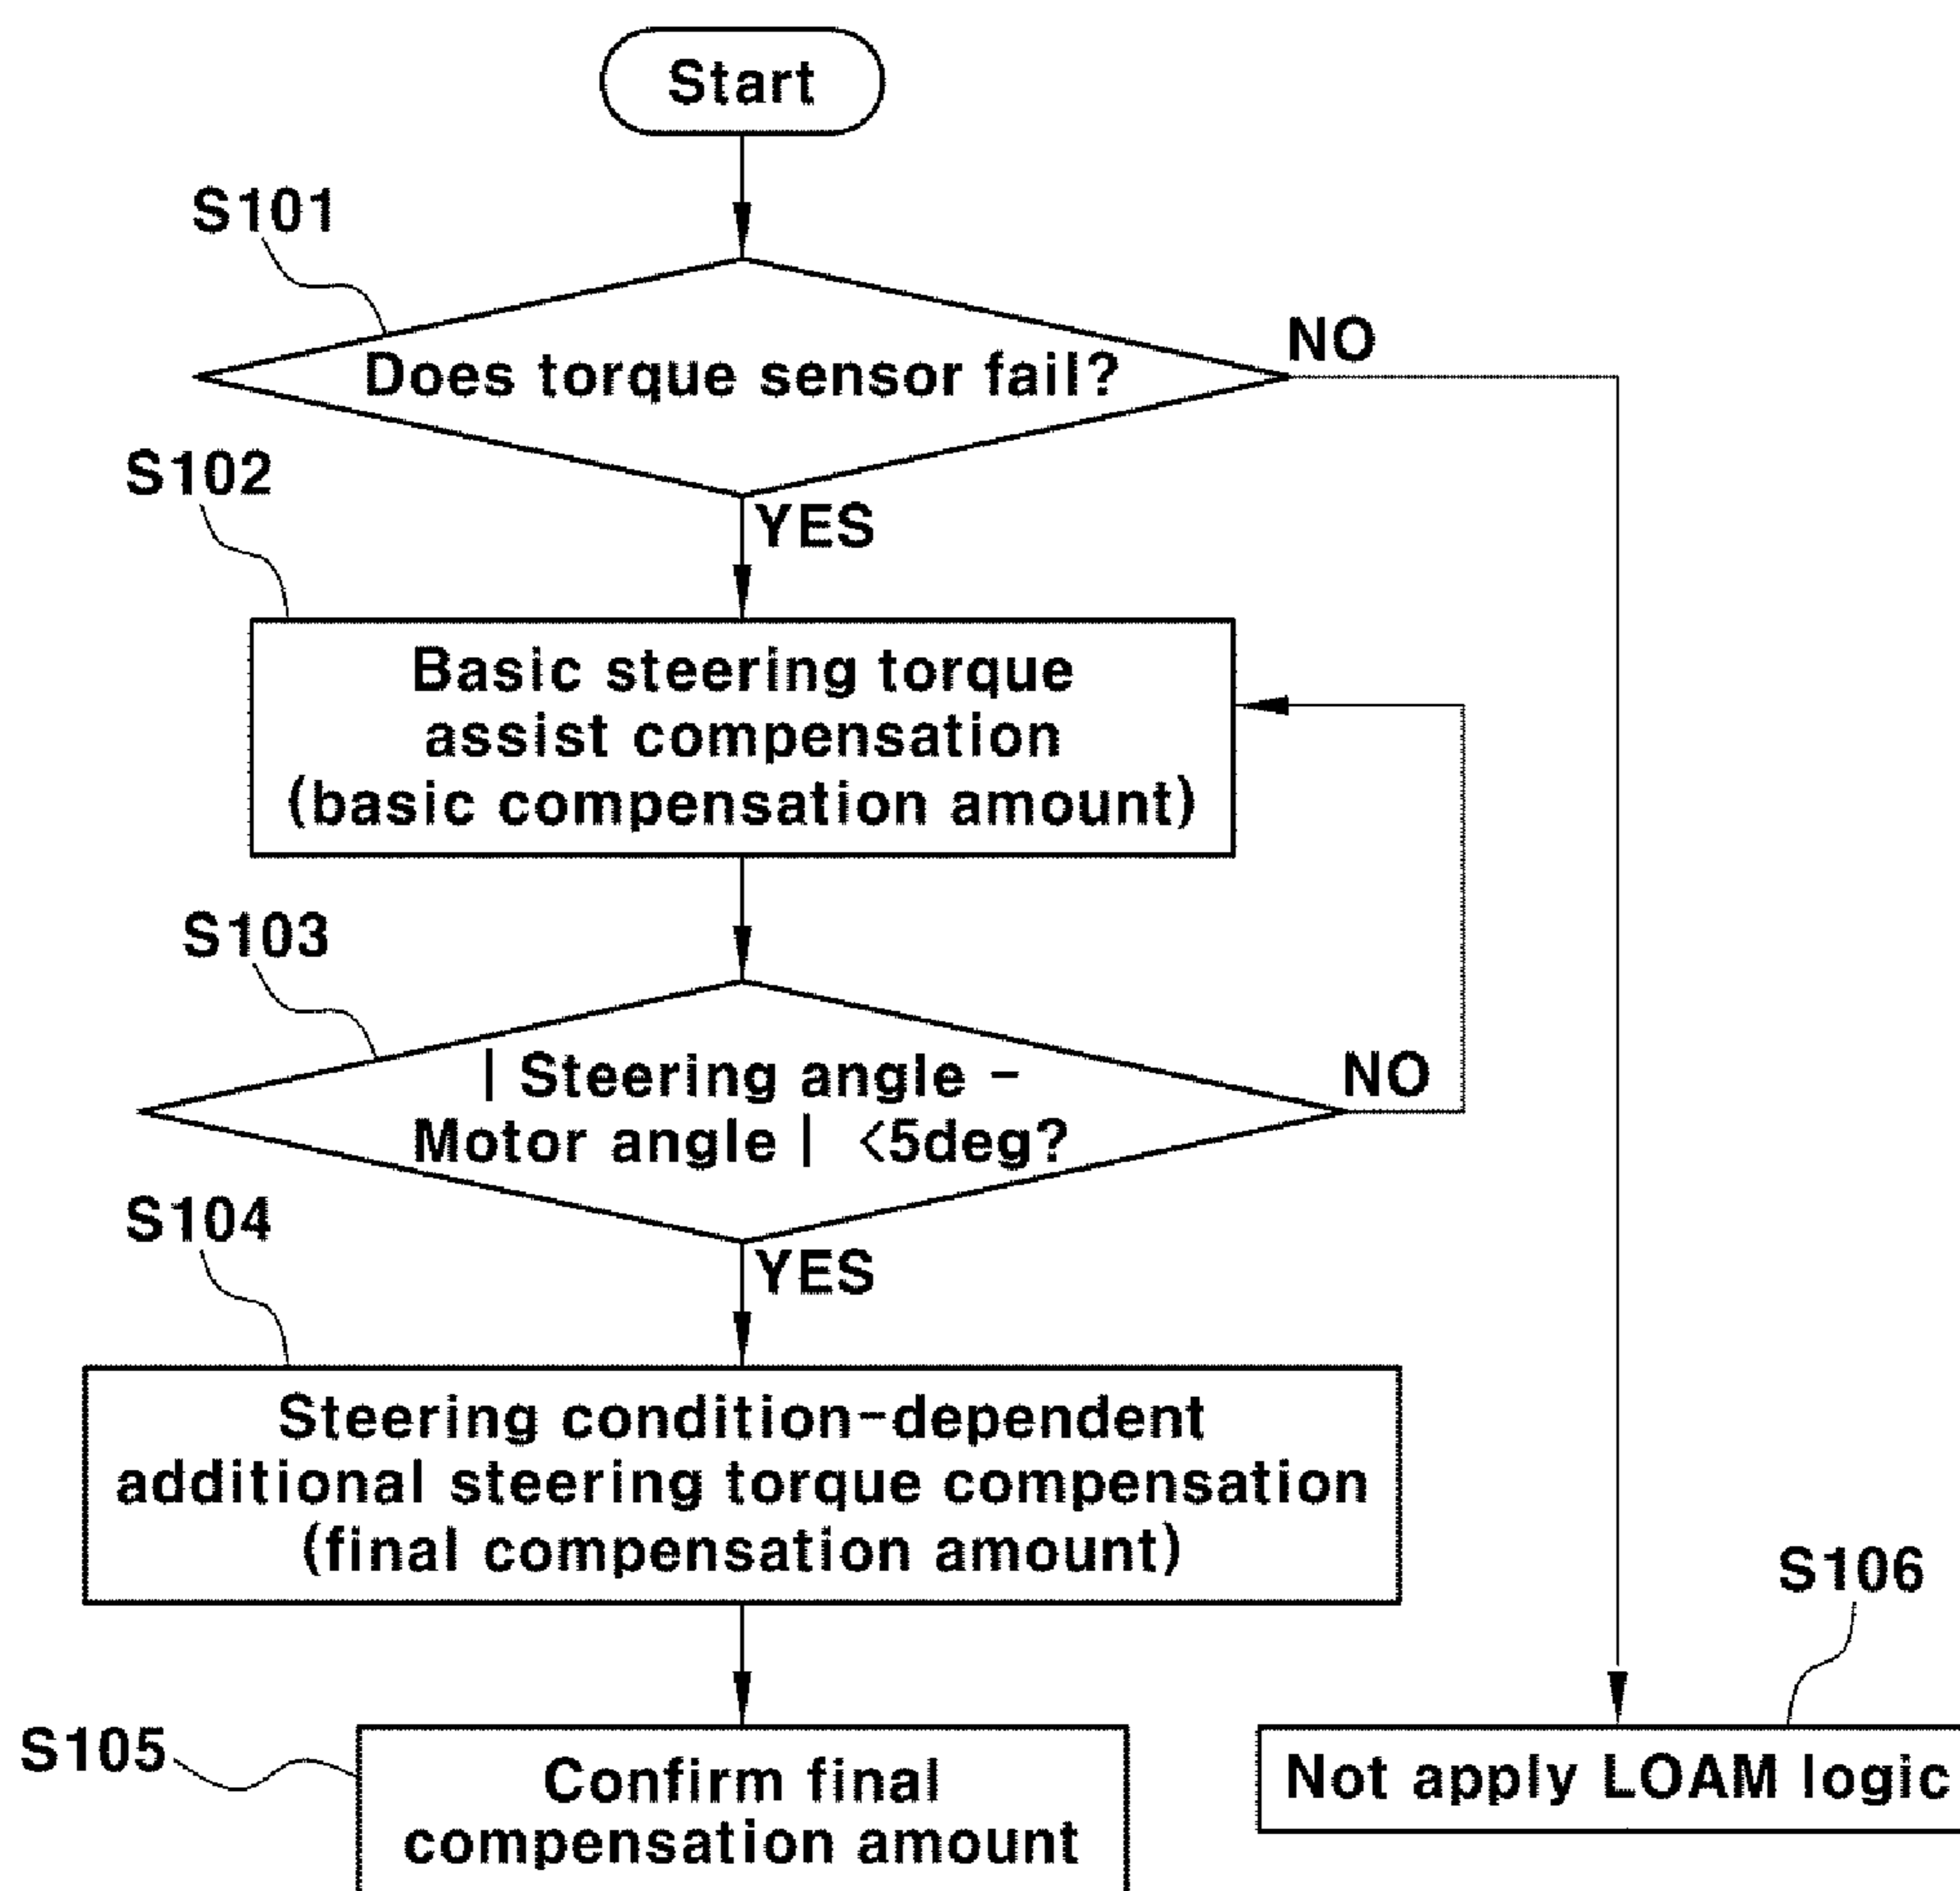 Start
S101
Does torque sensor fail?
NO
S102
YES
Basic steering torque
assist compensation
(basic compensation amount)
S103
| Steering angle -
Motor angle | <5deg?
NO
S104
YES
Steering condition-dependent
additional steering torque compensation
(final compensation amount)
S106
S105
Confirm final
compensation amount
Not apply LOAM logic